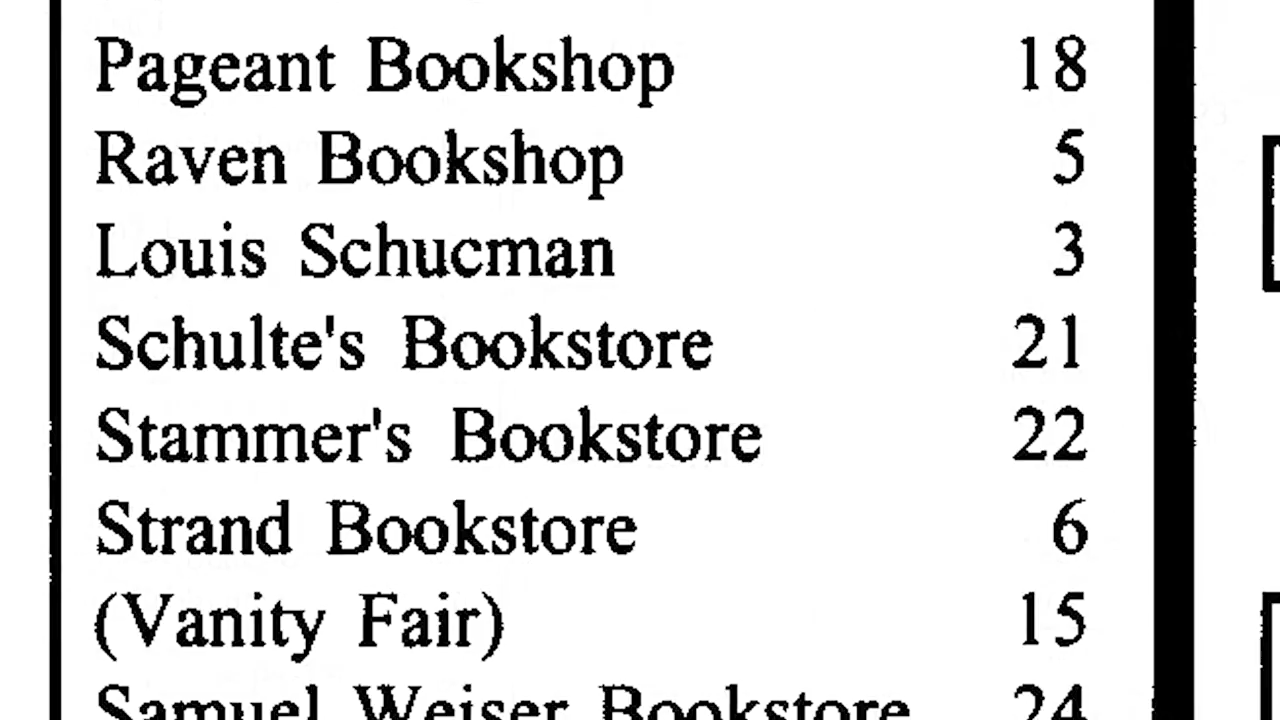 Pageant Bookshop 18
Raven Bookshop 5
Louis Schucman 3
Schulte's Bookstore 21
Stammer's Bookstore 22
Strand Bookstore 6
(Vanity Fair) 15
Samuel Weiser Bookstore 24